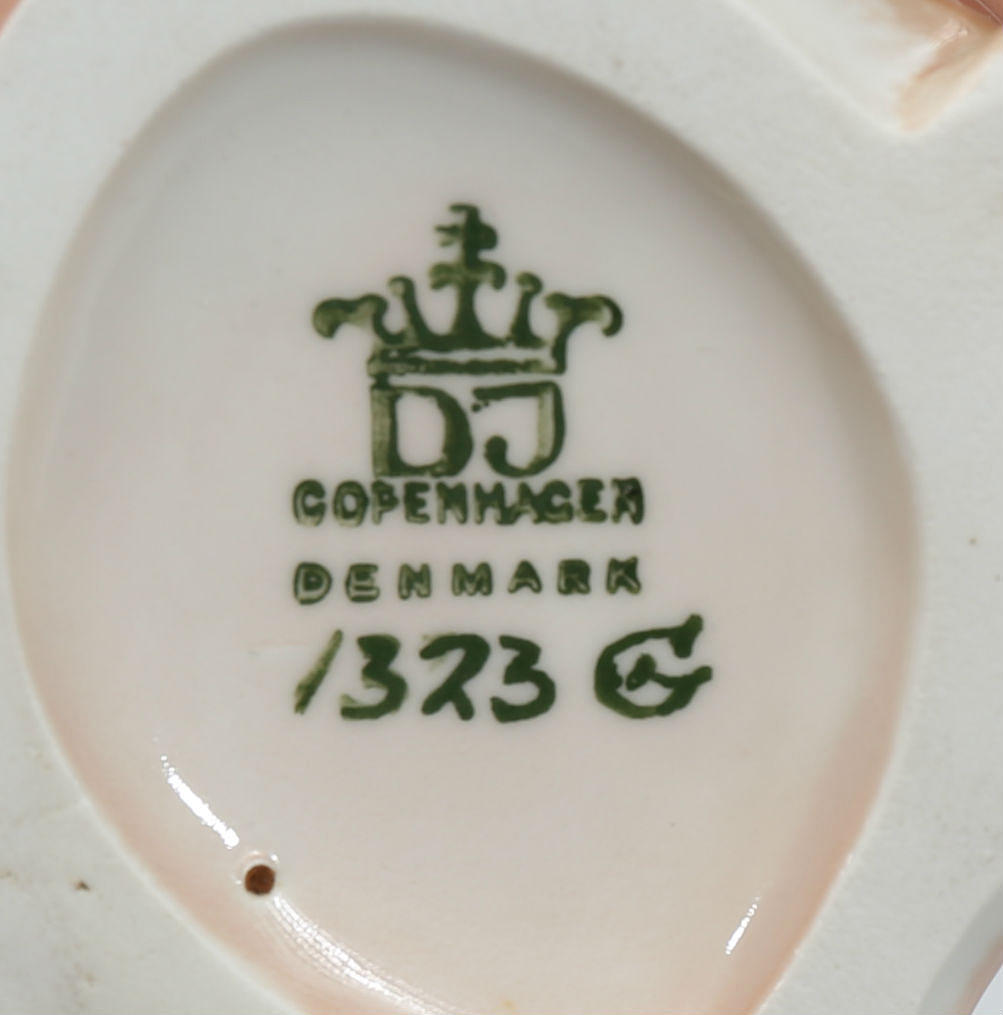 DJ
COPENHAGEN
DENMARK
1323